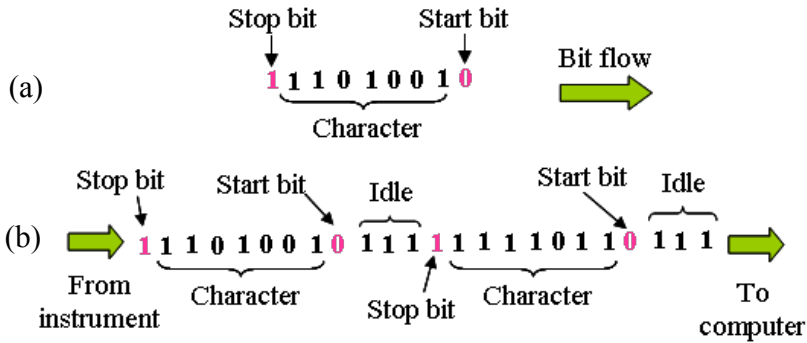 Stop bit Start bit
(a) 1 1 1 0 1 0 0 1 0 Bit flow
Character
Stop bit Start bit Idle Start bit Idle
(b) 1 1 1 0 1 0 0 1 0 1 1 1 1 1 1 1 1 0 1 1 0 1 1 1
From instrument Character Stop bit Character To computer